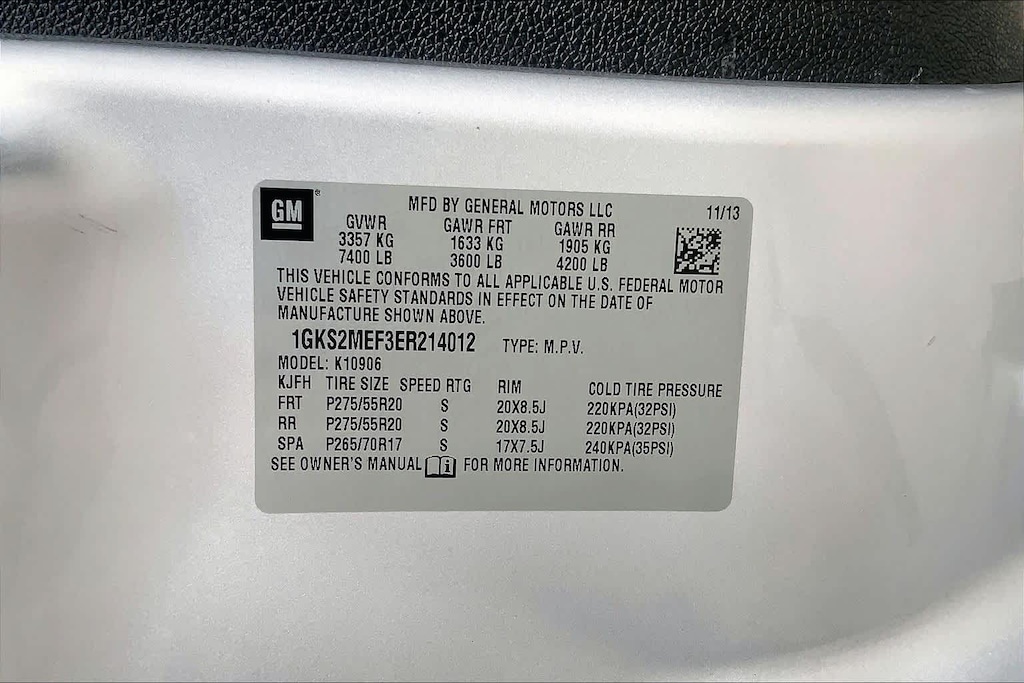 GM ®
MFD BY GENERAL MOTORS LLC 11/13
GVWR GAWR FRT GAWR RR
3357 KG 1633 KG 1905 KG
7400 LB 3600 LB 4200 LB
THIS VEHICLE CONFORMS TO ALL APPLICABLE U.S. FEDERAL MOTOR
VEHICLE SAFETY STANDARDS IN EFFECT ON THE DATE OF
MANUFACTURE SHOWN ABOVE.
1GKS2MEF3ER214012 TYPE: M.P.V.
MODEL: K10906
KJFH TIRE SIZE SPEED RTG RIM COLD TIRE PRESSURE
FRT P275/55R20 S 20X8.5J 220KPA(32PSI)
RR P275/55R20 S 20X8.5J 220KPA(32PSI)
SPA P265/70R17 S 17X7.5J 240KPA(35PSI)
SEE OWNER'S MANUAL i FOR MORE INFORMATION.